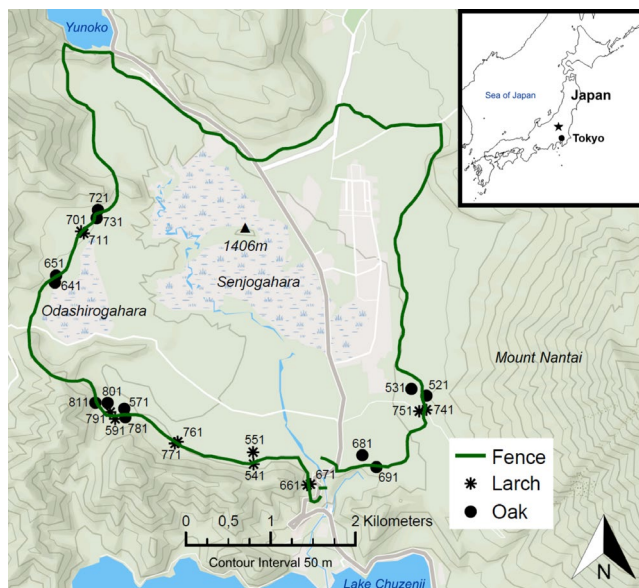 Yunoko
Sea of Japan
Japan
Tokyo
721
701
731
711
1406m
651
641
Senjogahara
Odashirogahara
Mount Nantai
531
521
801
571
811
751
741
791
591
781
761
551
771
681
541
671
691
661
Fence
Larch
Oak
0 0,5 1 2 Kilometers
Contour Interval 50 m
N
Lake Chuzenji